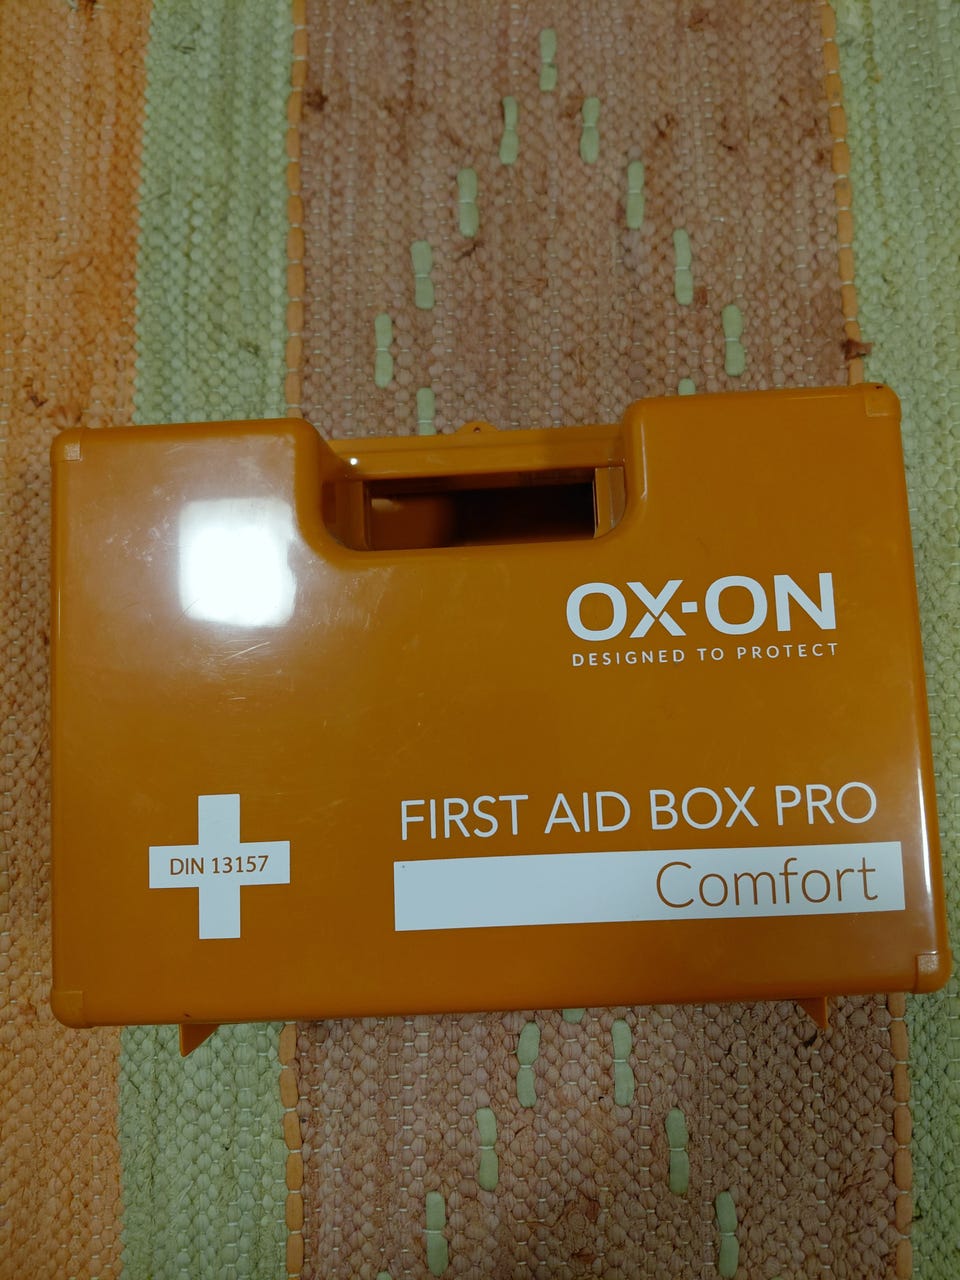 OX-ON
DESIGNED TO PROTECT
FIRST AID BOX PRO
Comfort
DIN 13157